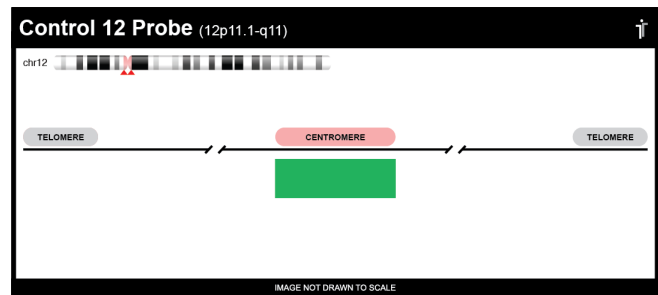 Control 12 Probe (12p11.1-q11)
chr12
TELOMERE CENTROMERE TELOMERE
IMAGE NOT DRAWN TO SCALE